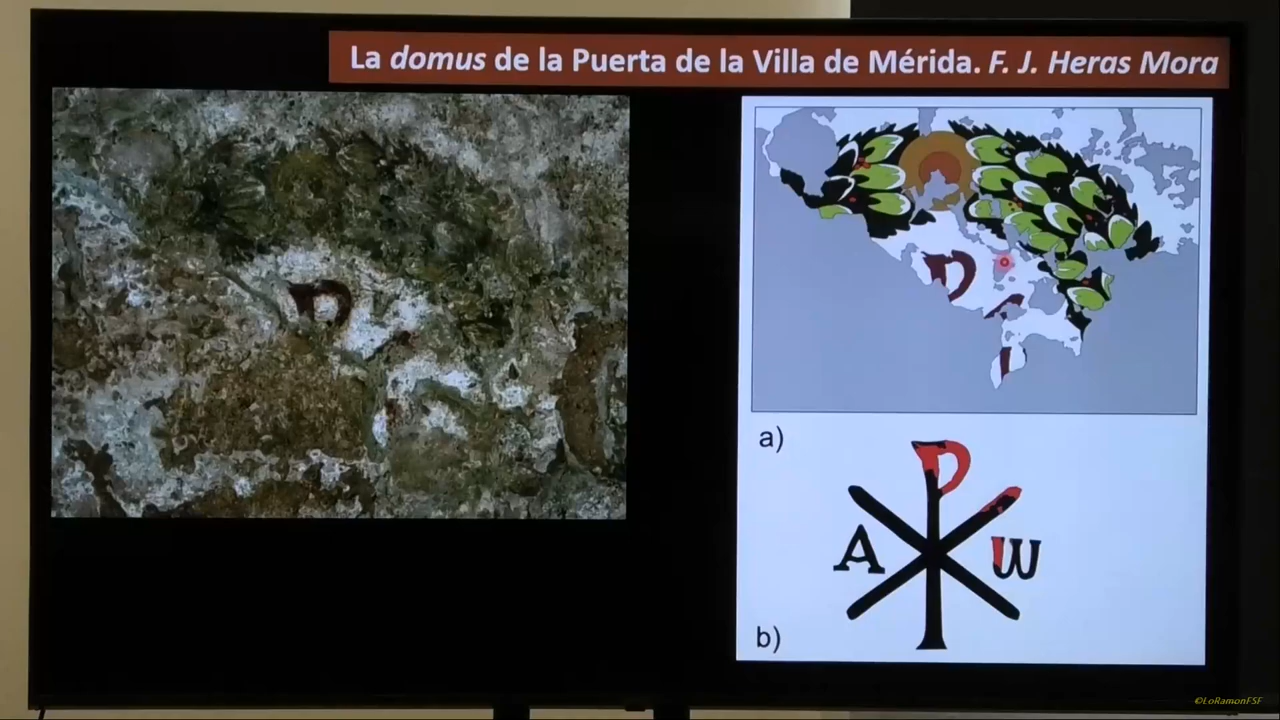 La domus de la Puerta de la Villa de Mérida. F. J. Heras Mora
P
P
a)
P
A ω
b)
©LoRamonFSF